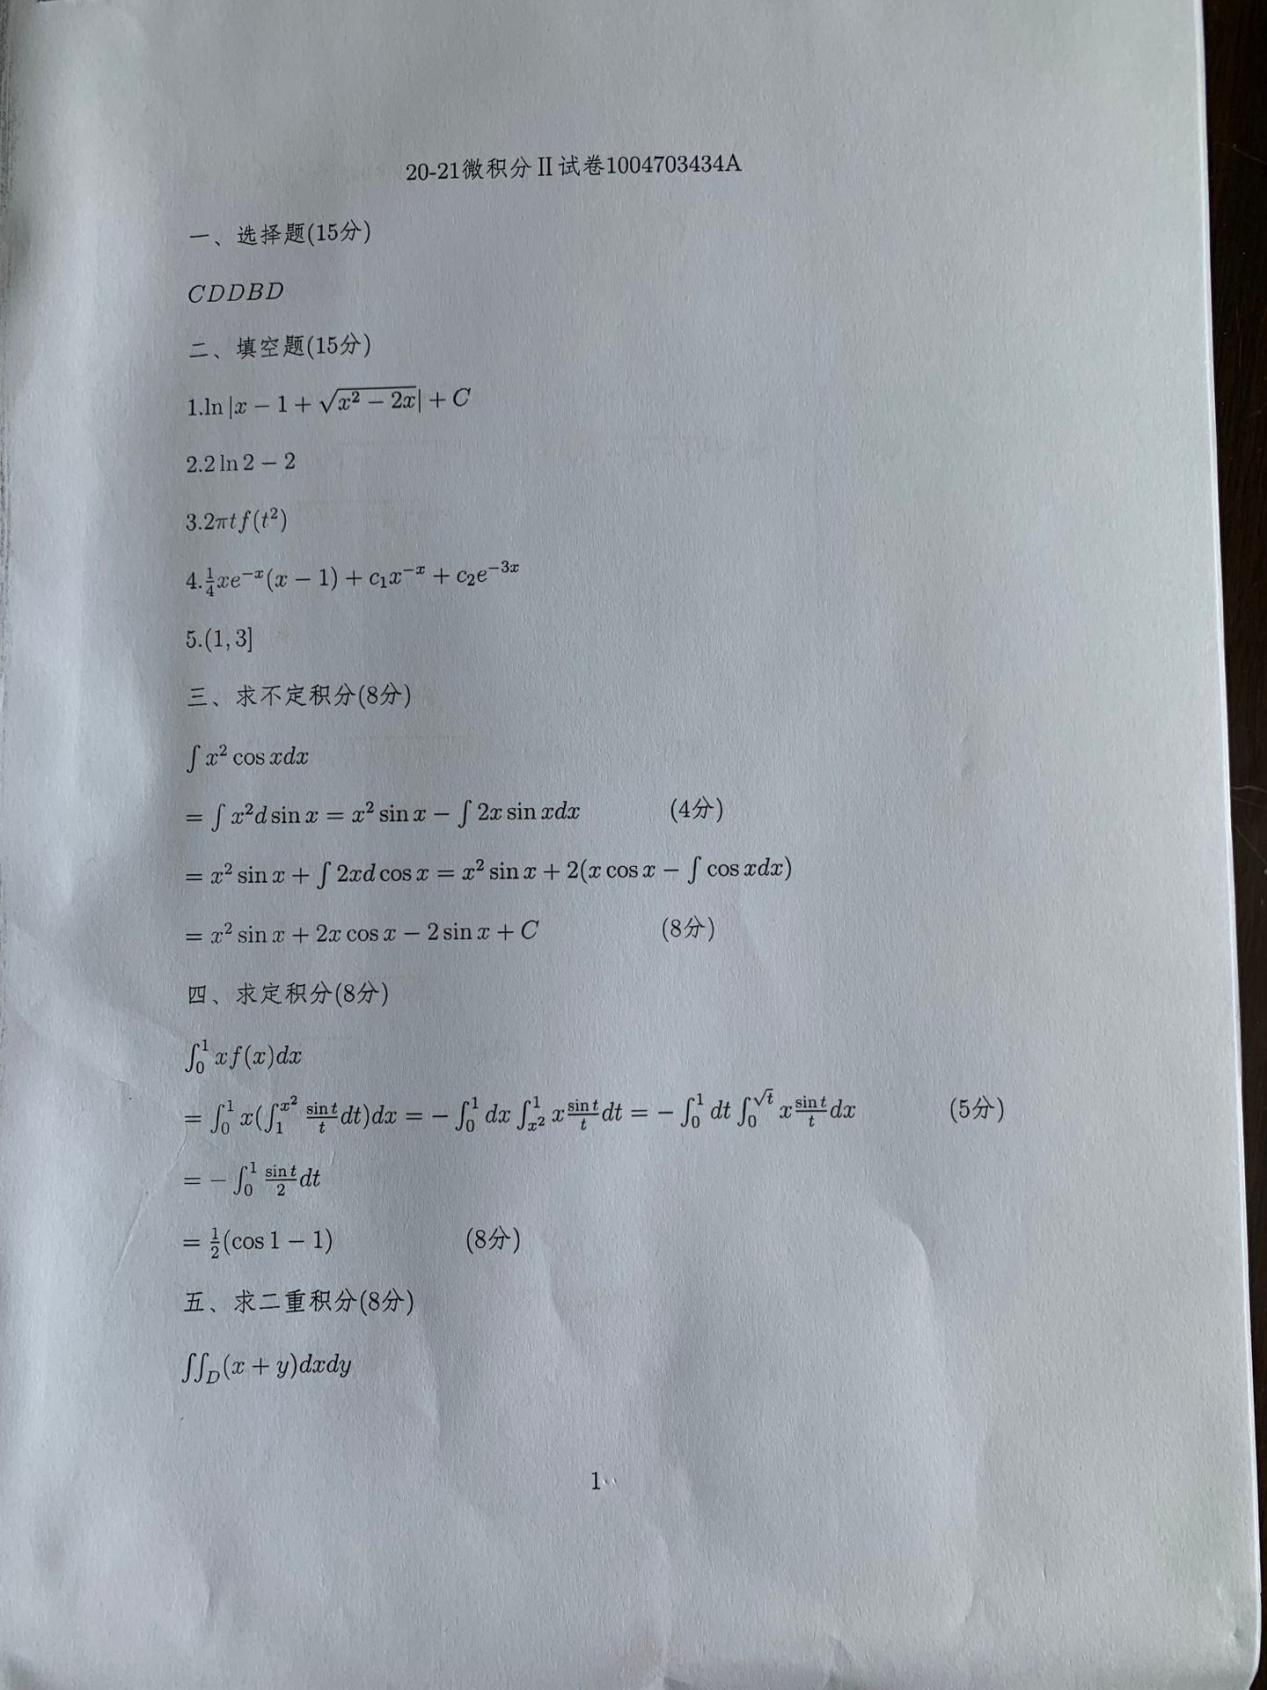 20-21微积分Ⅱ试卷1004703434A
一、选择题(15分)
CDDBD
二、填空题(15分)
1.ln |x − 1 + √(x² − 2x)| + C
2.2 ln 2 − 2
3.2πtf(t²)
4.¼xe^{−x}(x − 1) + c₁x^{−x} + c₂e^{−3x}
5.(1, 3]
三、求不定积分(8分)
∫ x² cos xdx
= ∫ x²d sin x = x² sin x − ∫ 2x sin xdx (4分)
= x² sin x + ∫ 2xd cos x = x² sin x + 2(x cos x − ∫ cos xdx)
= x² sin x + 2x cos x − 2 sin x + C (8分)
四、求定积分(8分)
∫₀¹ xf(x)dx
= ∫₀¹ x(∫₁^{x²} \frac{sin t}{t}dt)dx = − ∫₀¹ dx ∫_{x²}^{1} x\frac{sin t}{t}dt = − ∫₀¹ dt ∫₀^{√t} x\frac{sin t}{t}dx (5分)
= − ∫₀¹ \frac{sin t}{2}dt
= ½(cos 1 − 1) (8分)
五、求二重积分(8分)
∬_D(x + y)dxdy
1